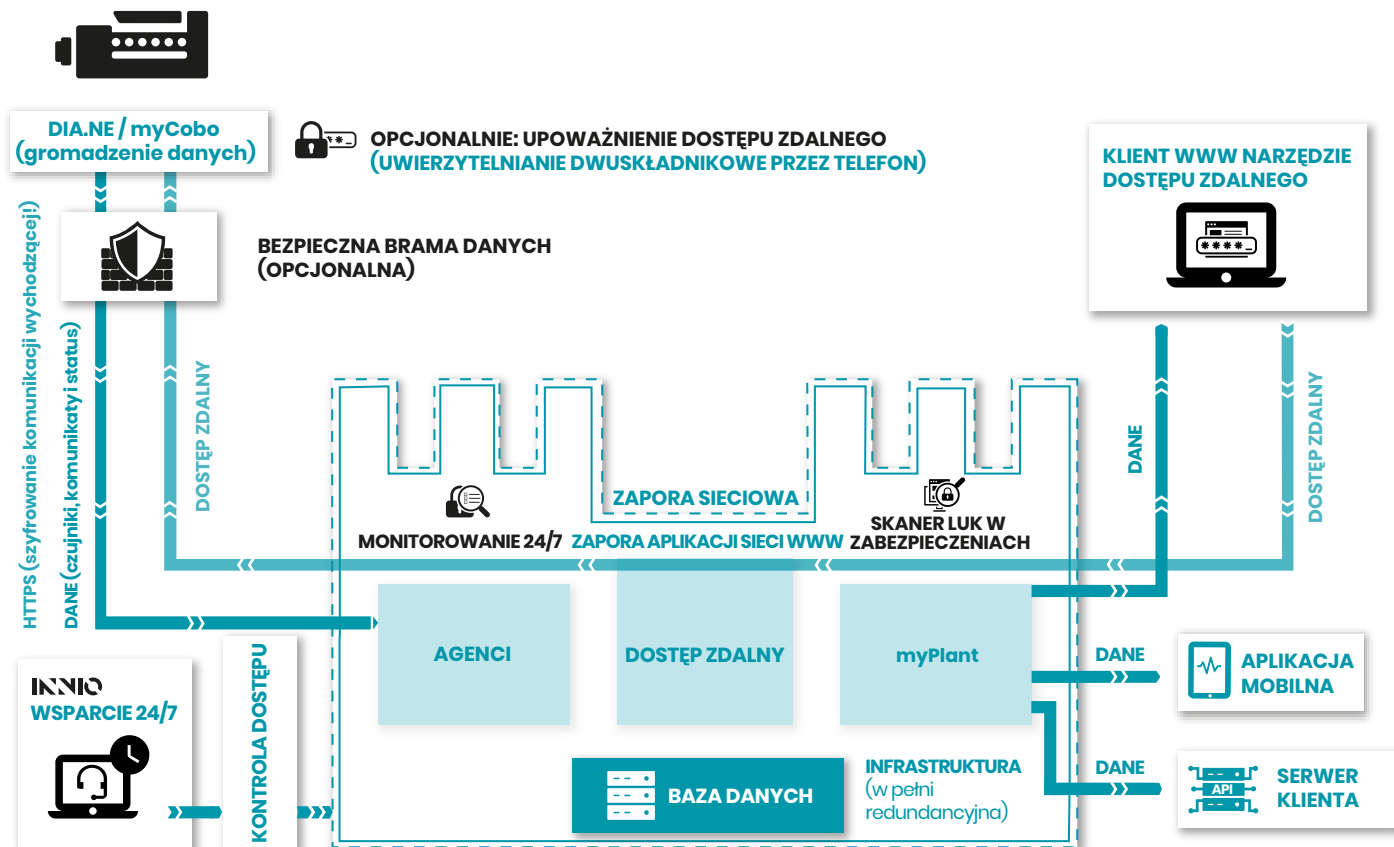 DIA.NE / myCobo
(gromadzenie danych)
OPCJONALNIE: UPOWAŻNIENIE DOSTĘPU ZDALNEGO
(UWIERZYTELNIANIE DWUSKŁADNIKOWE PRZEZ TELEFON)
KLIENT WWW NARZĘDZIE
DOSTĘPU ZDALNEGO
BEZPIECZNA BRAMA DANYCH
(OPCJONALNA)
HTTPS (szyfrowanie komunikacji wychodzącej!)
DANE (czujniki, komunikaty i status)
DOSTĘP ZDALNY
DANE
DOSTĘP ZDALNY
ZAPORA SIECIOWA
MONITOROWANIE 24/7
ZAPORA APLIKACJI SIECI WWW
SKANER LUK W
ZABEZPIECZENIACH
AGENCI
DOSTĘP ZDALNY
myPlant
DANE
APLIKACJA
MOBILNA
INNIO
WSPARCIE 24/7
KONTROLA DOSTĘPU
BAZA DANYCH
INFRASTRUKTURA
(w pełni
redundancyjna)
DANE
API
SERWER
KLIENTA